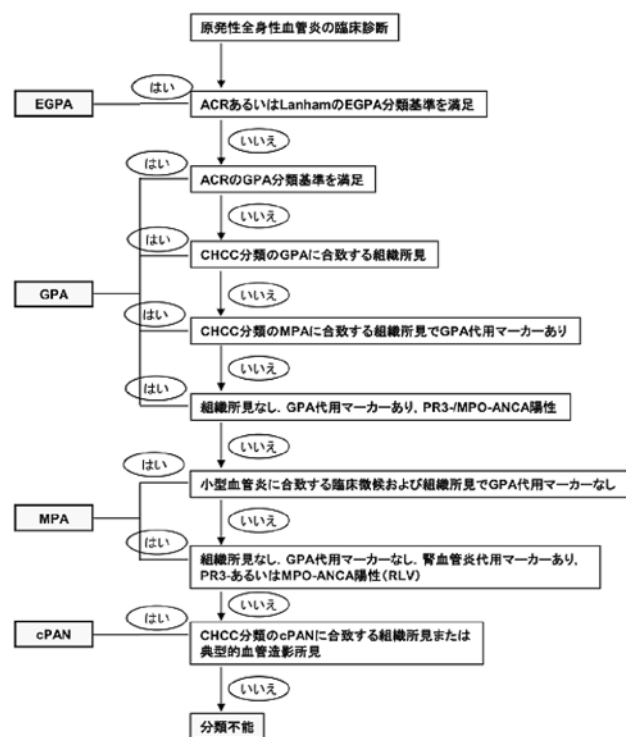 原発性全身性血管炎の臨床診断
はい
EGPA
ACRあるいはLanhamのEGPA分類基準を満足
いいえ
はい
ACRのGPA分類基準を満足
いいえ
はい
CHCC分類のGPAに合致する組織所見
GPA
いいえ
はい
CHCC分類のMPAに合致する組織所見でGPA代用マーカーあり
いいえ
はい
組織所見なし．GPA代用マーカーあり，PR3-/MPO-ANCA陽性
いいえ
はい
小型血管炎に合致する臨床徴候および組織所見でGPA代用マーカーなし
MPA
いいえ
はい
組織所見なし．GPA代用マーカーなし．腎血管炎代用マーカーあり，
PR3-あるいはMPO-ANCA陽性（RLV）
いいえ
はい
cPAN
CHCC分類のcPANに合致する組織所見または
典型的血管造影所見
いいえ
分類不能